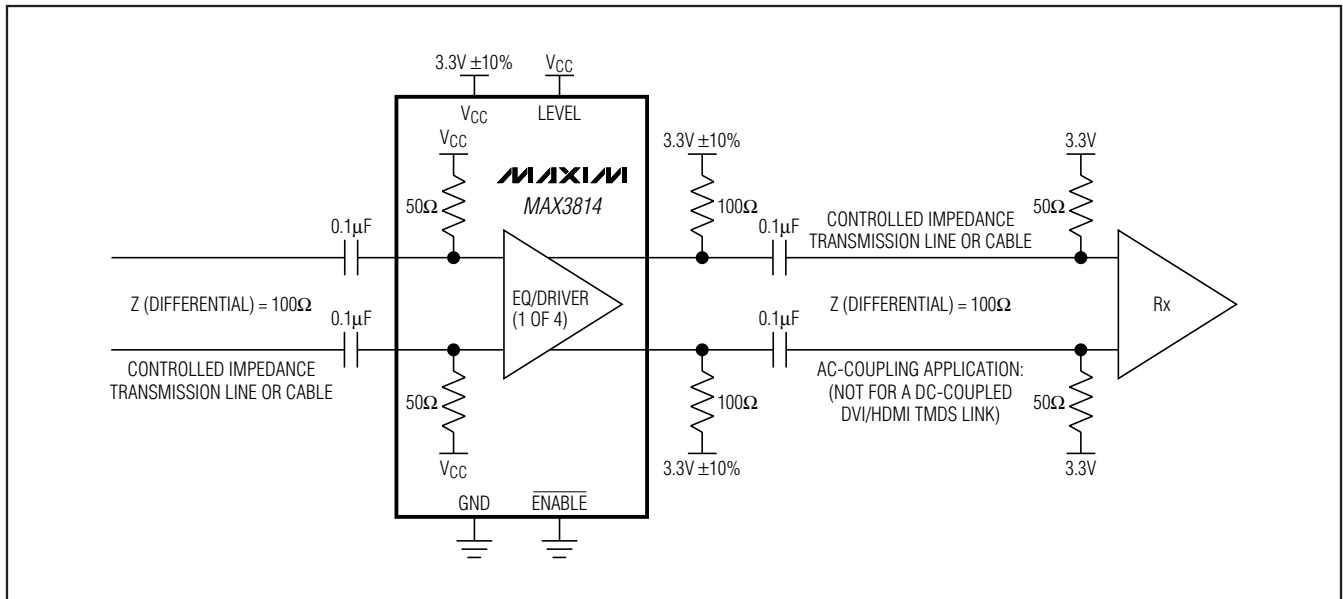 3.3V ±10%
VCC
VCC
LEVEL
VCC
MAXIM
MAX3814
50Ω
0.1µF
Z (DIFFERENTIAL) = 100Ω
0.1µF
CONTROLLED IMPEDANCE
TRANSMISSION LINE OR CABLE
EQ/DRIVER
(1 OF 4)
50Ω
VCC
GND
ENABLE
3.3V ±10%
100Ω
0.1µF
CONTROLLED IMPEDANCE
TRANSMISSION LINE OR CABLE
3.3V
50Ω
0.1µF
Z (DIFFERENTIAL) = 100Ω
Rx
100Ω
3.3V ±10%
AC-COUPLING APPLICATION:
(NOT FOR A DC-COUPLED
DVI/HDMI TMDS LINK)
50Ω
3.3V